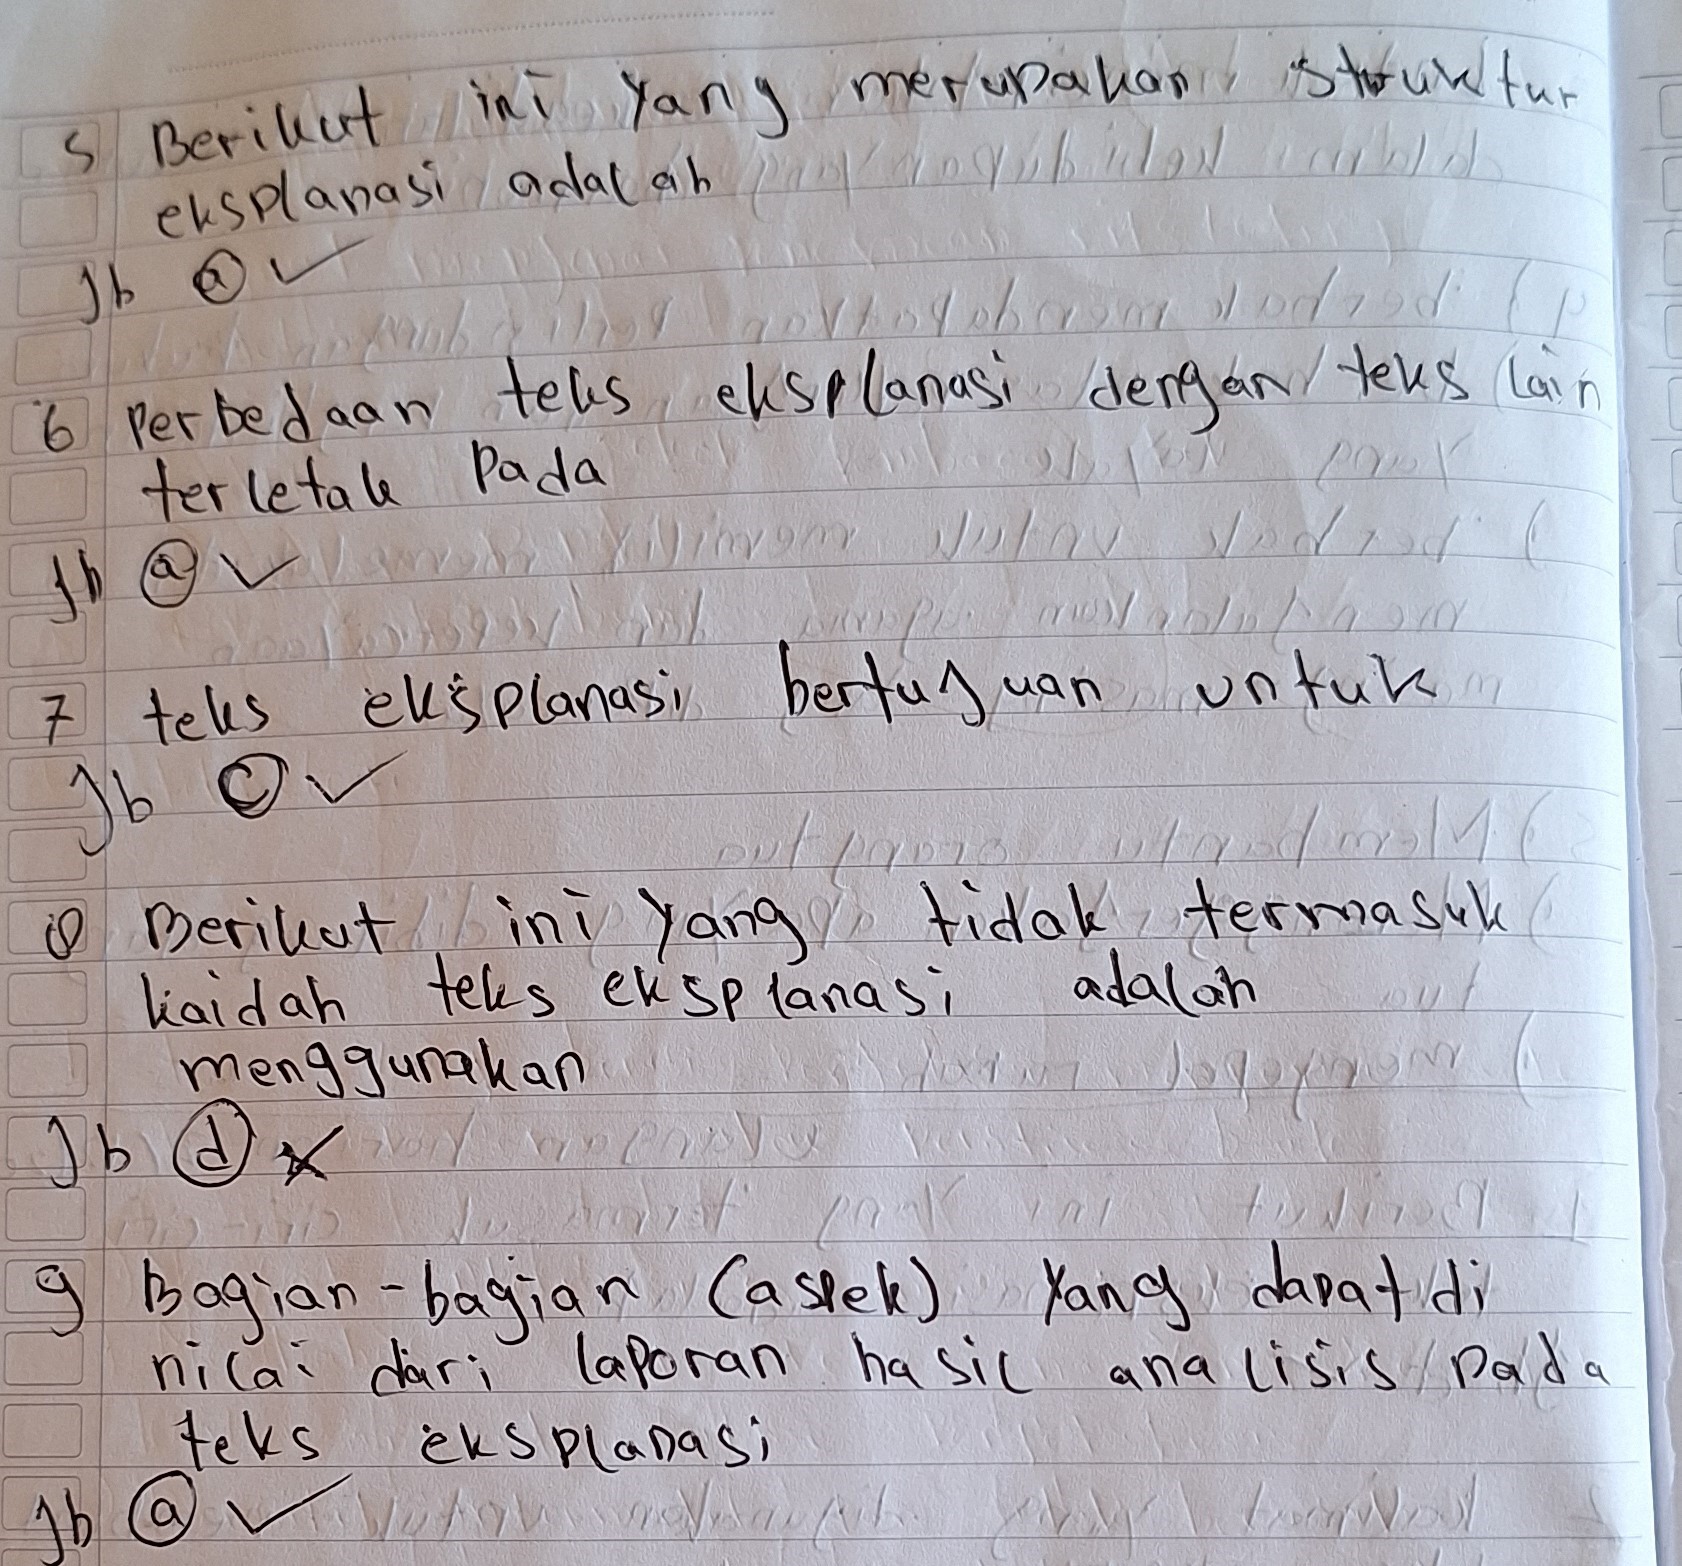 5 Berikut ini yang merupakan struktur
eksplanasi adalah
Jb a ✓
6 Perbedaan teks eksplanasi dengan teks lain
terletak pada
Jb a ✓
7 teks eksplanasi bertujuan untuk
Jb C ✓
8 Berikut ini yang tidak termasuk
kaidah teks eksplanasi adalah
menggunakan
Jb d ✗
9 Bagian-bagian (aspek) yang dapat di
nilai dari laporan hasil analisis pada
teks eksplanasi
Jb a ✓